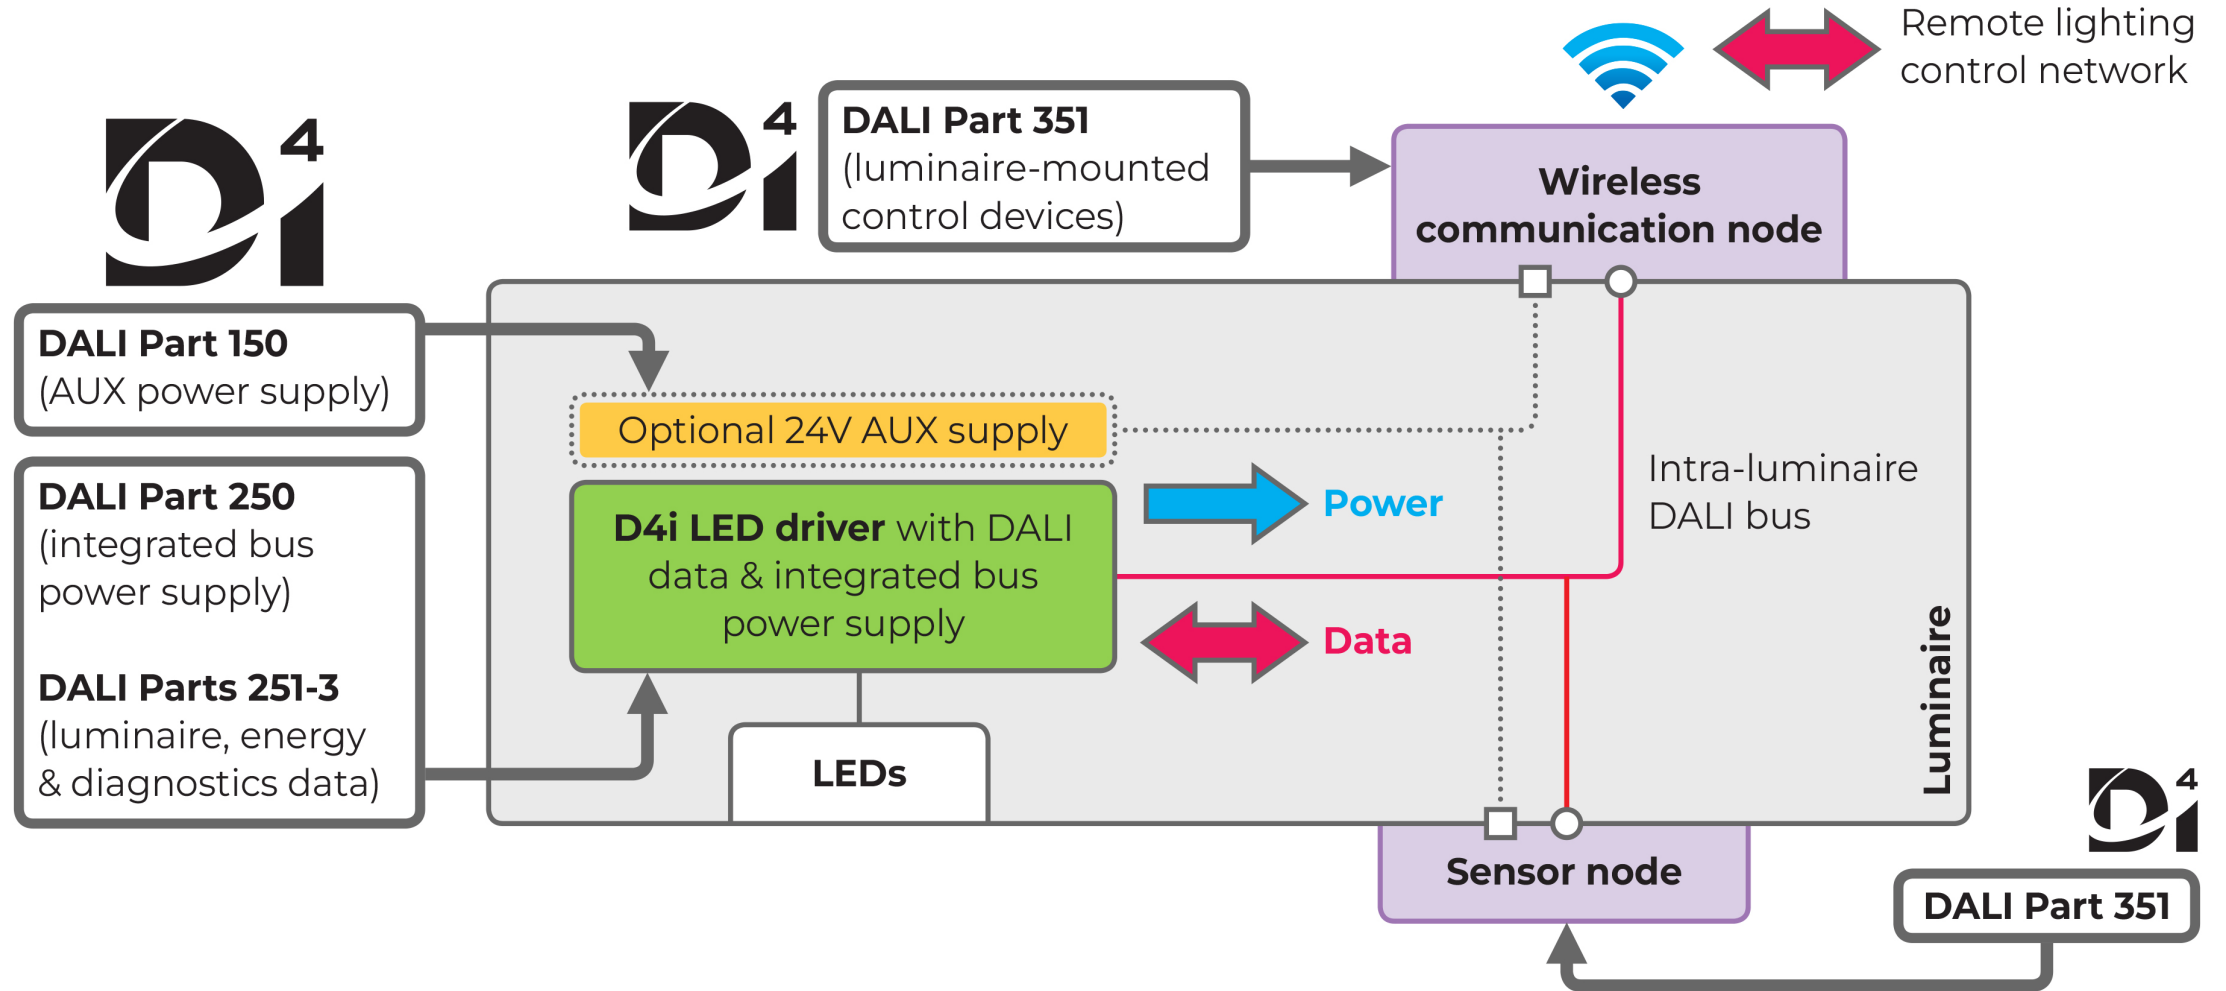 Remote lighting
control network
D4i
D4i
DALI Part 351
(luminaire-mounted
control devices)
Wireless
communication node
DALI Part 150
(AUX power supply)
Optional 24V AUX supply
DALI Part 250
(integrated bus
power supply)
DALI Parts 251-3
(luminaire, energy
& diagnostics data)
D4i LED driver with DALI
data & integrated bus
power supply
Power
Data
Intra-luminaire
DALI bus
Luminaire
LEDs
Sensor node
D4i
DALI Part 351